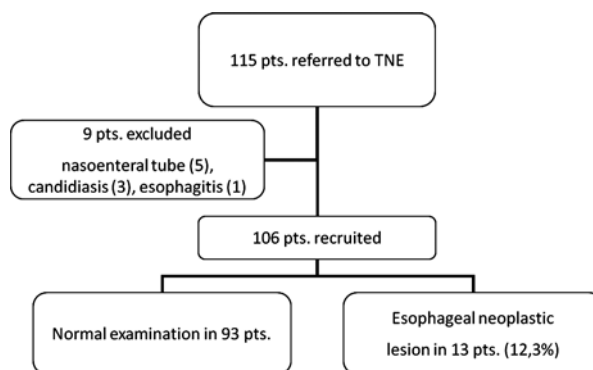 115 pts. referred to TNE
9 pts. excluded
nasoenteral tube (5),
candidiasis (3), esophagitis (1)
106 pts. recruited
Normal examination in 93 pts.
Esophageal neoplastic
lesion in 13 pts. (12,3%)